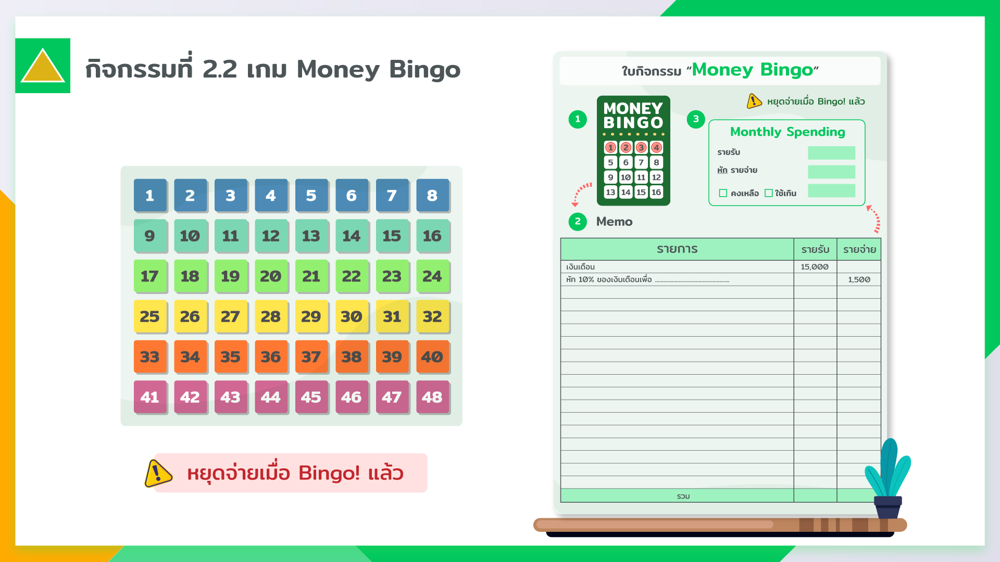 กิจกรรมที่ 2.2 เกม Money Bingo
1 2 3 4 5 6 7 8
9 10 11 12 13 14 15 16
17 18 19 20 21 22 23 24
25 26 27 28 29 30 31 32
33 34 35 36 37 38 39 40
41 42 43 44 45 46 47 48
หยุดจ่ายเมื่อ Bingo! แล้ว
ใบกิจกรรม “Money Bingo”
1
MONEY
BINGO
1 2 3 4
5 6 7 8
9 10 11 12
13 14 15 16
หยุดจ่ายเมื่อ Bingo! แล้ว
3
Monthly Spending
รายรับ
หัก รายจ่าย
คงเหลือ ใช้เกิน
2 Memo
รายการ รายรับ รายจ่าย
เงินเดือน 15,000
หัก 10% ของเงินเดือนเพื่อ .................................................... 1,500
รวม